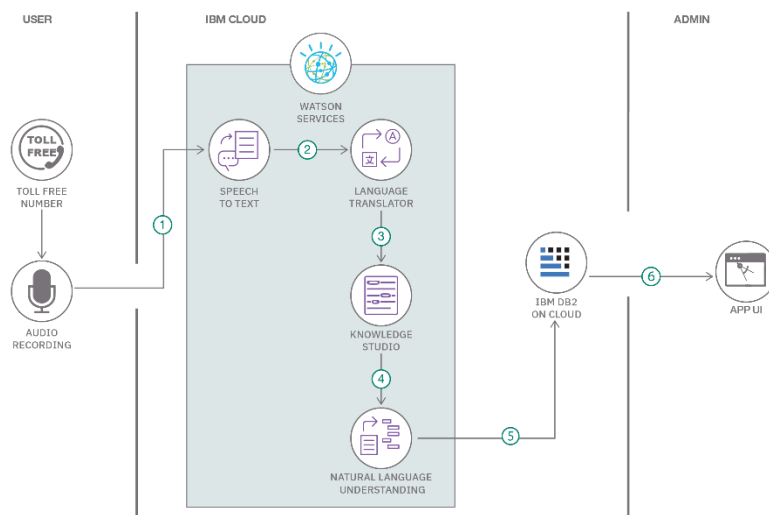 USER
IBM CLOUD
ADMIN
WATSON
SERVICES
TOLL
FREE
TOLL FREE
NUMBER
1
SPEECH
TO TEXT
2
A
文
LANGUAGE
TRANSLATOR
3
AUDIO
RECORDING
KNOWLEDGE
STUDIO
4
NATURAL LANGUAGE
UNDERSTANDING
5
IBM DB2
ON CLOUD
6
APP UI